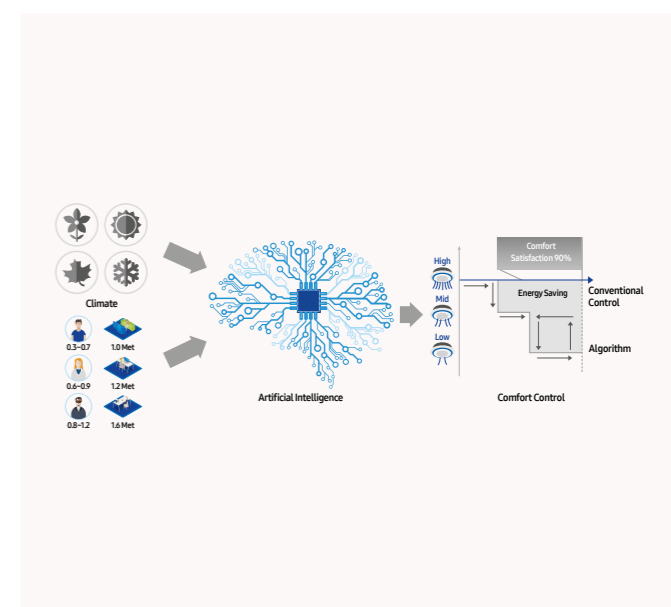 Climate
0.3~0.7
1.0 Met
0.6~0.9
1.2 Met
0.8~1.2
1.6 Met
Artificial Intelligence
High
Mid
Low
Comfort
Satisfaction 90%
Energy Saving
Conventional
Control
Algorithm
Comfort Control